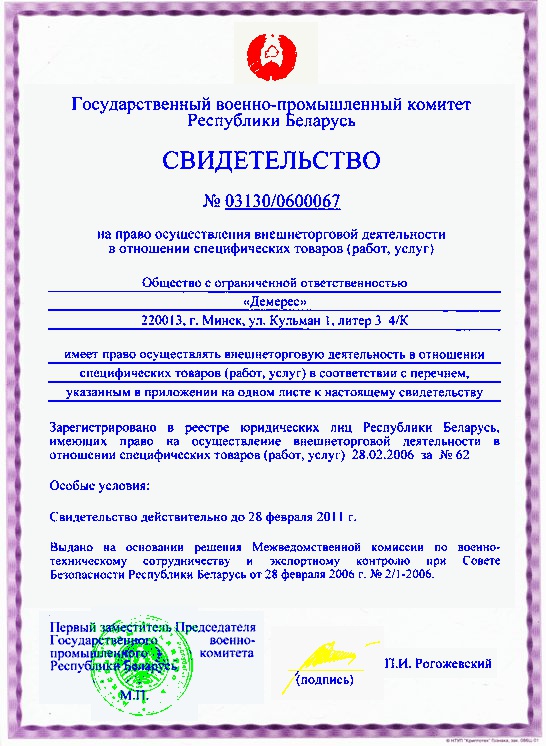 Государственный военно-промышленный комитет
Республики Беларусь
СВИДЕТЕЛЬСТВО
№ 03130/0600067
на право осуществления внешнеторговой деятельности
в отношении специфических товаров (работ, услуг)
Общество с ограниченной ответственностью
«Демерес»
220013, г. Минск, ул. Кульман 1, литер 3 4/К
имеет право осуществлять внешнеторговую деятельность в отношении
специфических товаров (работ, услуг) в соответствии с перечнем,
указанным в приложении на одном листе к настоящему свидетельству
Зарегистрировано в реестре юридических лиц Республики Беларусь,
имеющих право на осуществление внешнеторговой деятельности в
отношении специфических товаров (работ, услуг) 28.02.2006 за № 62
Особые условия:
Свидетельство действительно до 28 февраля 2011 г.
Выдано на основании решения Межведомственной комиссии по военно-
техническому сотрудничеству и экспортному контролю при Совете
Безопасности Республики Беларусь от 28 февраля 2006 г. № 2/1-2006.
Первый заместитель Председателя
Государственного военно-
промышленного комитета
Республики Беларусь
М.П.
(подпись)
П.И. Рогожевский